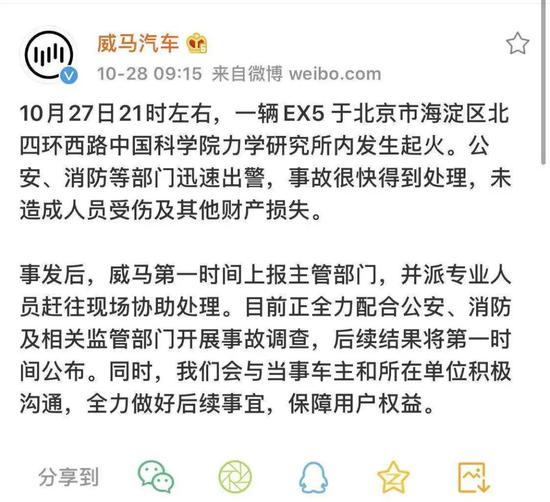 威马汽车
10-28 09:15 来自微博 weibo.com
10月27日21时左右，一辆EX5 于北京市海淀区北
四环西路中国科学院力学研究所内发生起火。公
安、消防等部门迅速出警，事故很快得到处理，未
造成人员受伤及其他财产损失。
事发后，威马第一时间上报主管部门，并派专业人
员赶往现场协助处理。目前正全力配合公安、消防
及相关监管部门开展事故调查，后续结果将第一时
间公布。同时，我们会与当事车主和所在单位积极
沟通，全力做好后续事宜，保障用户权益。
分享到